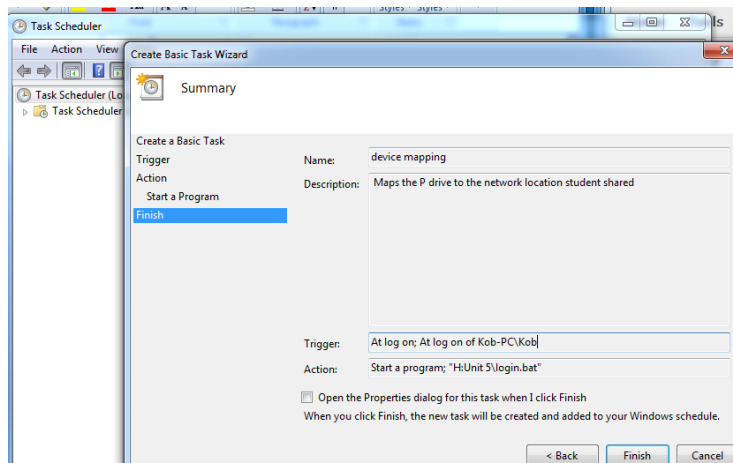 Styles Styles
Task Scheduler
ls
File Action View
Create Basic Task Wizard
Summary
Task Scheduler (Lo
Task Scheduler
Create a Basic Task
Trigger
Action
Start a Program
Finish
Name: device mapping
Description: Maps the P drive to the network location student shared
Trigger: At log on; At log on of Kob-PC\Kob
Action: Start a program; "H:Unit 5\login.bat"
Open the Properties dialog for this task when I click Finish
When you click Finish, the new task will be created and added to your Windows schedule.
< Back Finish Cancel